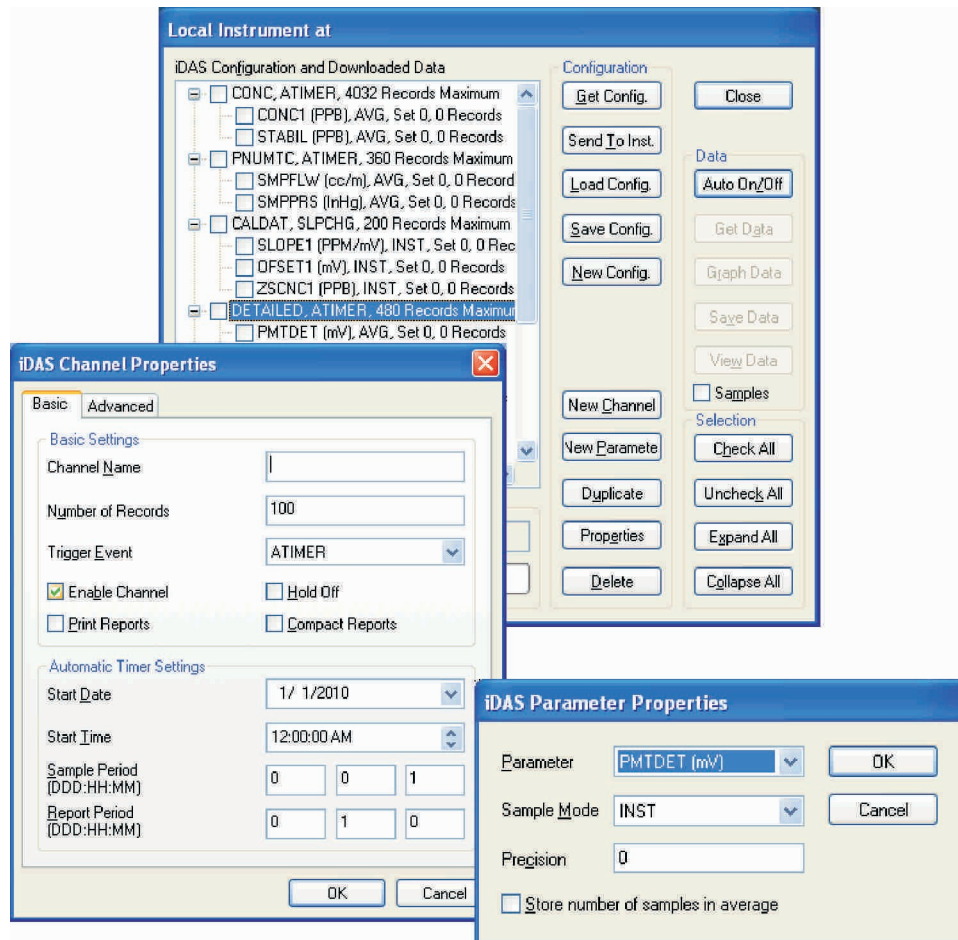 Local Instrument at
iDAS Configuration and Downloaded Data
CONC, ATIMER, 4032 Records Maximum
CONC1 (PPB), AVG, Set 0, 0 Records
STABIL (PPB), AVG, Set 0, 0 Records
PNUMTC, ATIMER, 360 Records Maximum
SMPFLW (cc/m), AVG, Set 0, 0 Record
SMPPRS (InHg), AVG, Set 0, 0 Records
CALDAT, SLPCHG, 200 Records Maximum
SLOPE1 (PPM/mV), INST, Set 0, 0 Rec
OFSET1 (mV), INST, Set 0, 0 Records
ZSCNC1 (PPB), INST, Set 0, 0 Records
DETAILED, ATIMER, 480 Records Maximur
PMTDET (mV), AVG, Set 0, 0 Records
Configuration
Get Config.
Send To Inst.
Load Config.
Save Config.
New Config.
New Channel
New Paramete
Duplicate
Properties
Delete
Close
Data
Auto On/Off
Get Data
Graph Data
Save Data
View Data
Samples
Selection
Check All
Uncheck All
Expand All
Collapse All
iDAS Channel Properties
Basic
Advanced
Basic Settings
Channel Name
Number of Records
100
Trigger Event
ATIMER
Enable Channel
Hold Off
Print Reports
Compact Reports
Automatic Timer Settings
Start Date
1/ 1/2010
Start Time
12:00:00 AM
Sample Period
(DDD:HH:MM)
0 0 1
Report Period
(DDD:HH:MM)
0 1 0
OK
Cancel
iDAS Parameter Properties
Parameter
PMTDET (mV)
OK
Sample Mode
INST
Cancel
Precision
0
Store number of samples in average